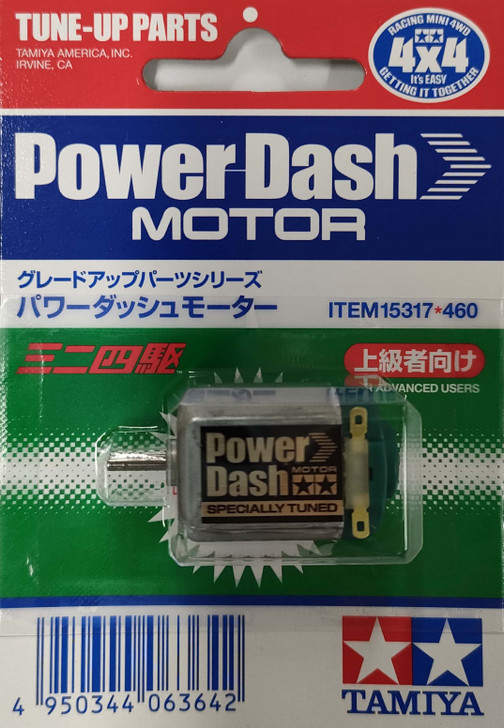 TUNE-UP PARTS
TAMIYA AMERICA, INC.
IRVINE, CA
RACING MINI 4WD
4x4
It's EASY
GETTING IT TOGETHER
Power Dash
MOTOR
グレードアップパーツシリーズ
パワーダッシュモーター
ITEM15317*460
ミニ四駆
上級者向け
ADVANCED USERS
Power
Dash
MOTOR
SPECIALLY TUNED
4 950344 063642
TAMIYA